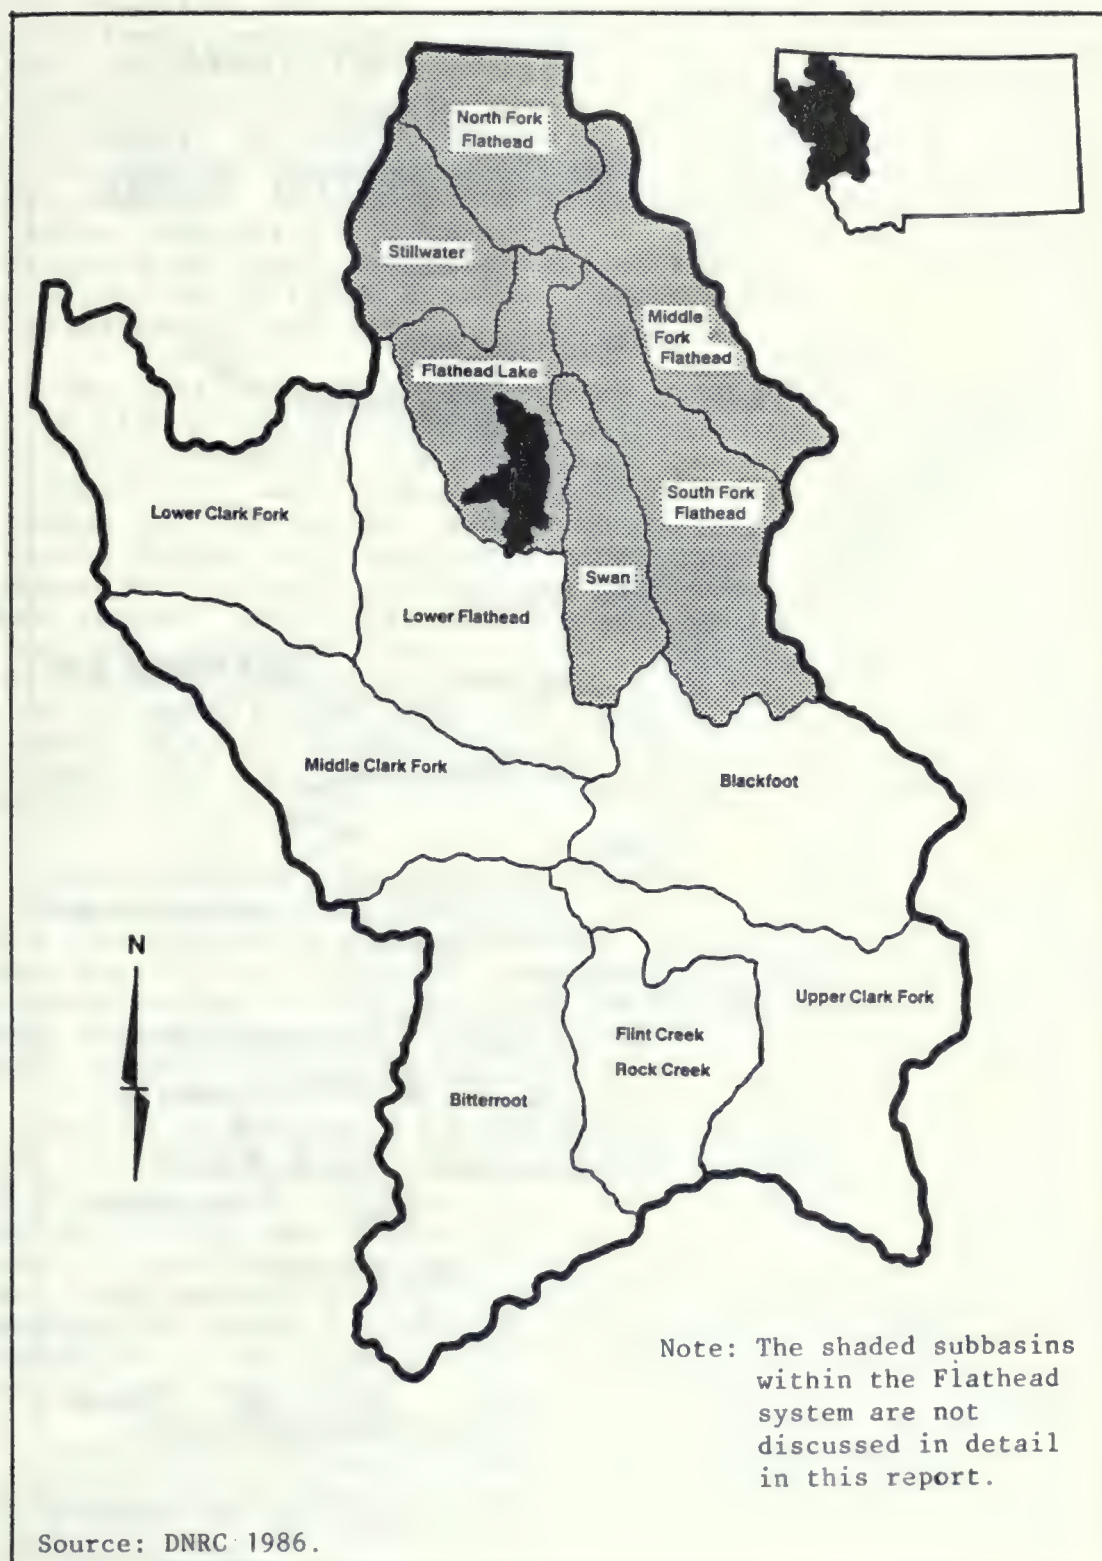 North Fork
Flathead
Stillwater
Middle
Fork
Flathead
Flathead Lake
South Fork
Flathead
Lower Clark Fork
Swan
Lower Flathead
Middle Clark Fork
Blackfoot
N
Upper Clark Fork
Flint Creek
Rock Creek
Bitterroot
Note: The shaded subbasins
within the Flathead
system are not
discussed in detail
in this report.
Source: DNRC 1986.